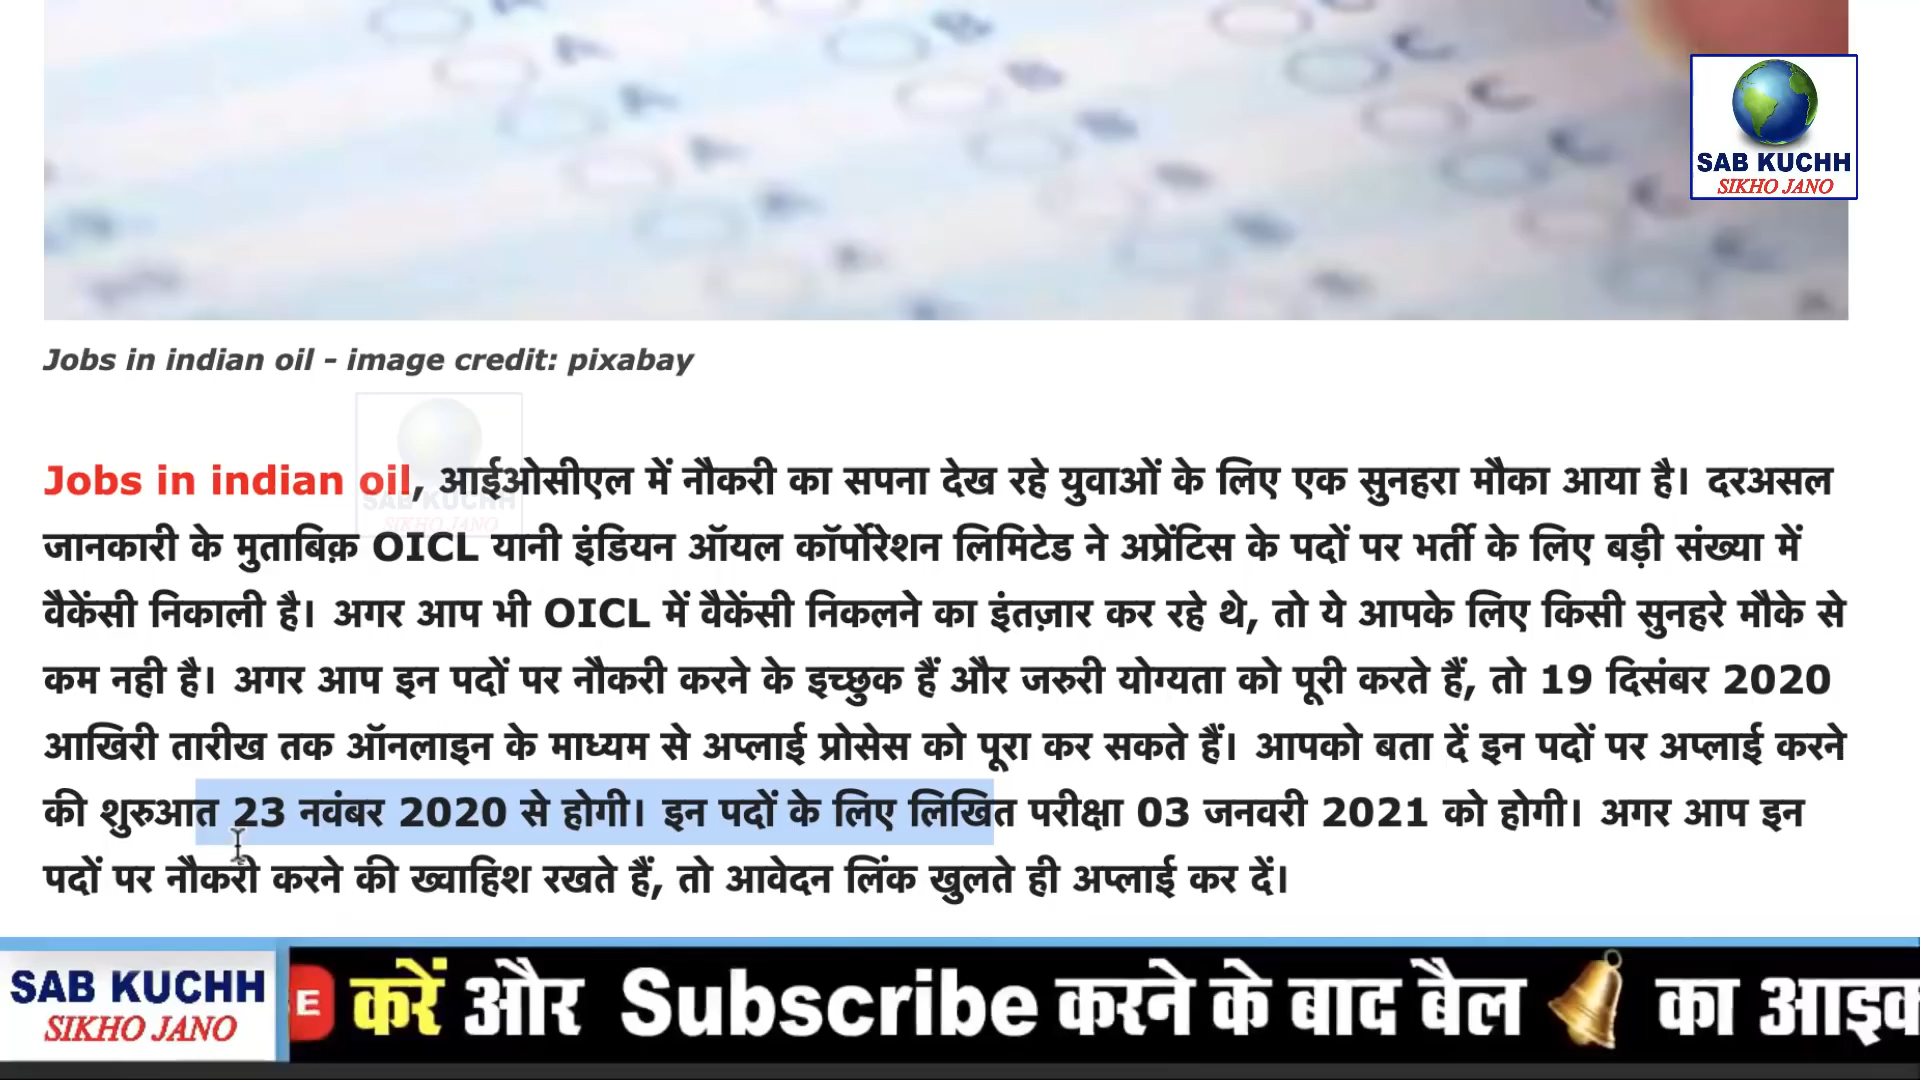 SAB KUCHH
SIKHO JANO
Jobs in indian oil - image credit: pixabay
Jobs in indian oil, आईओसीएल में नौकरी का सपना देख रहे युवाओं के लिए एक सुनहरा मौका आया है। दरअसल
जानकारी के मुताबिक़ OICL यानी इंडियन ऑयल कॉर्पोरेशन लिमिटेड ने अप्रेंटिस के पदों पर भर्ती के लिए बड़ी संख्या में
वैकेंसी निकाली है। अगर आप भी OICL में वैकेंसी निकलने का इंतज़ार कर रहे थे, तो ये आपके लिए किसी सुनहरे मौके से
कम नही है। अगर आप इन पदों पर नौकरी करने के इच्छुक हैं और जरुरी योग्यता को पूरी करते हैं, तो 19 दिसंबर 2020
आखिरी तारीख तक ऑनलाइन के माध्यम से अप्लाई प्रोसेस को पूरा कर सकते हैं। आपको बता दें इन पदों पर अप्लाई करने
की शुरुआत 23 नवंबर 2020 से होगी। इन पदों के लिए लिखित परीक्षा 03 जनवरी 2021 को होगी। अगर आप इन
पदों पर नौकरी करने की ख्वाहिश रखते हैं, तो आवेदन लिंक खुलते ही अप्लाई कर दें।
SAB KUCHH
SIKHO JANO
E करें और Subscribe करने के बाद बैल का आइक